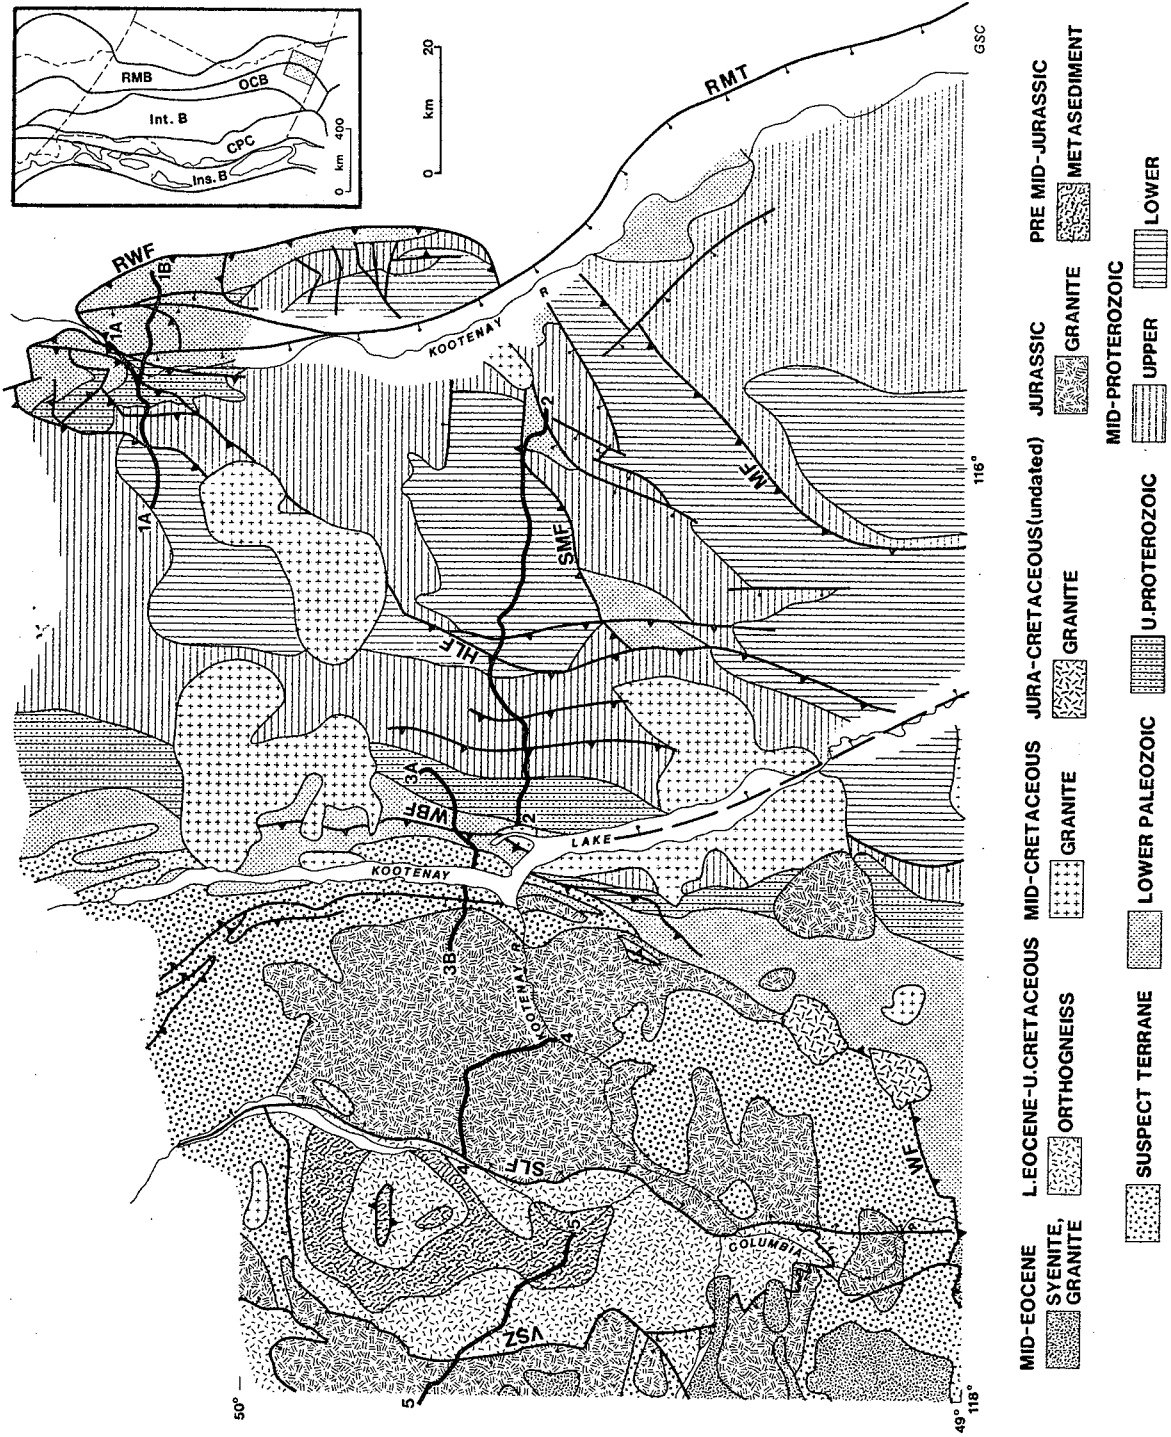 RMB
OCB
Int. B
CPC
Ins. B
0 km 400
0 km 20
GSC
RMT
RWF
1B
1A
1A
KOOTENAY R
2
SMF
MF
116°
HLF
3A
WBF
2
LAKE
KOOTENAY
3B
KOOTENAY R.
4
4
SLF
WF
5
COLUMBIA
R
VSZ
5
50°
49°
118°
MID-EOCENE
SYENITE,
GRANITE
L.EOCENE-U.CRETACEOUS
ORTHOGNEISS
MID-CRETACEOUS
GRANITE
JURA-CRETACEOUS(undated)
GRANITE
JURASSIC
GRANITE
PRE MID-JURASSIC
METASEDIMENT
SUSPECT TERRANE
LOWER PALEOZOIC
U.PROTEROZOIC
MID-PROTEROZOIC
UPPER
LOWER